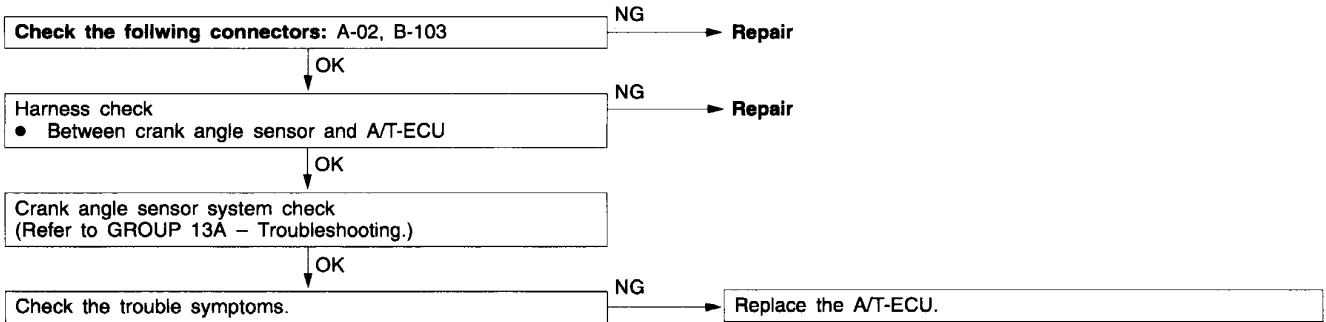 Check the follwing connectors: A-02, B-103
NG
Repair
OK
Harness check
● Between crank angle sensor and A/T-ECU
NG
Repair
OK
Crank angle sensor system check
(Refer to GROUP 13A – Troubleshooting.)
OK
Check the trouble symptoms.
NG
Replace the A/T-ECU.